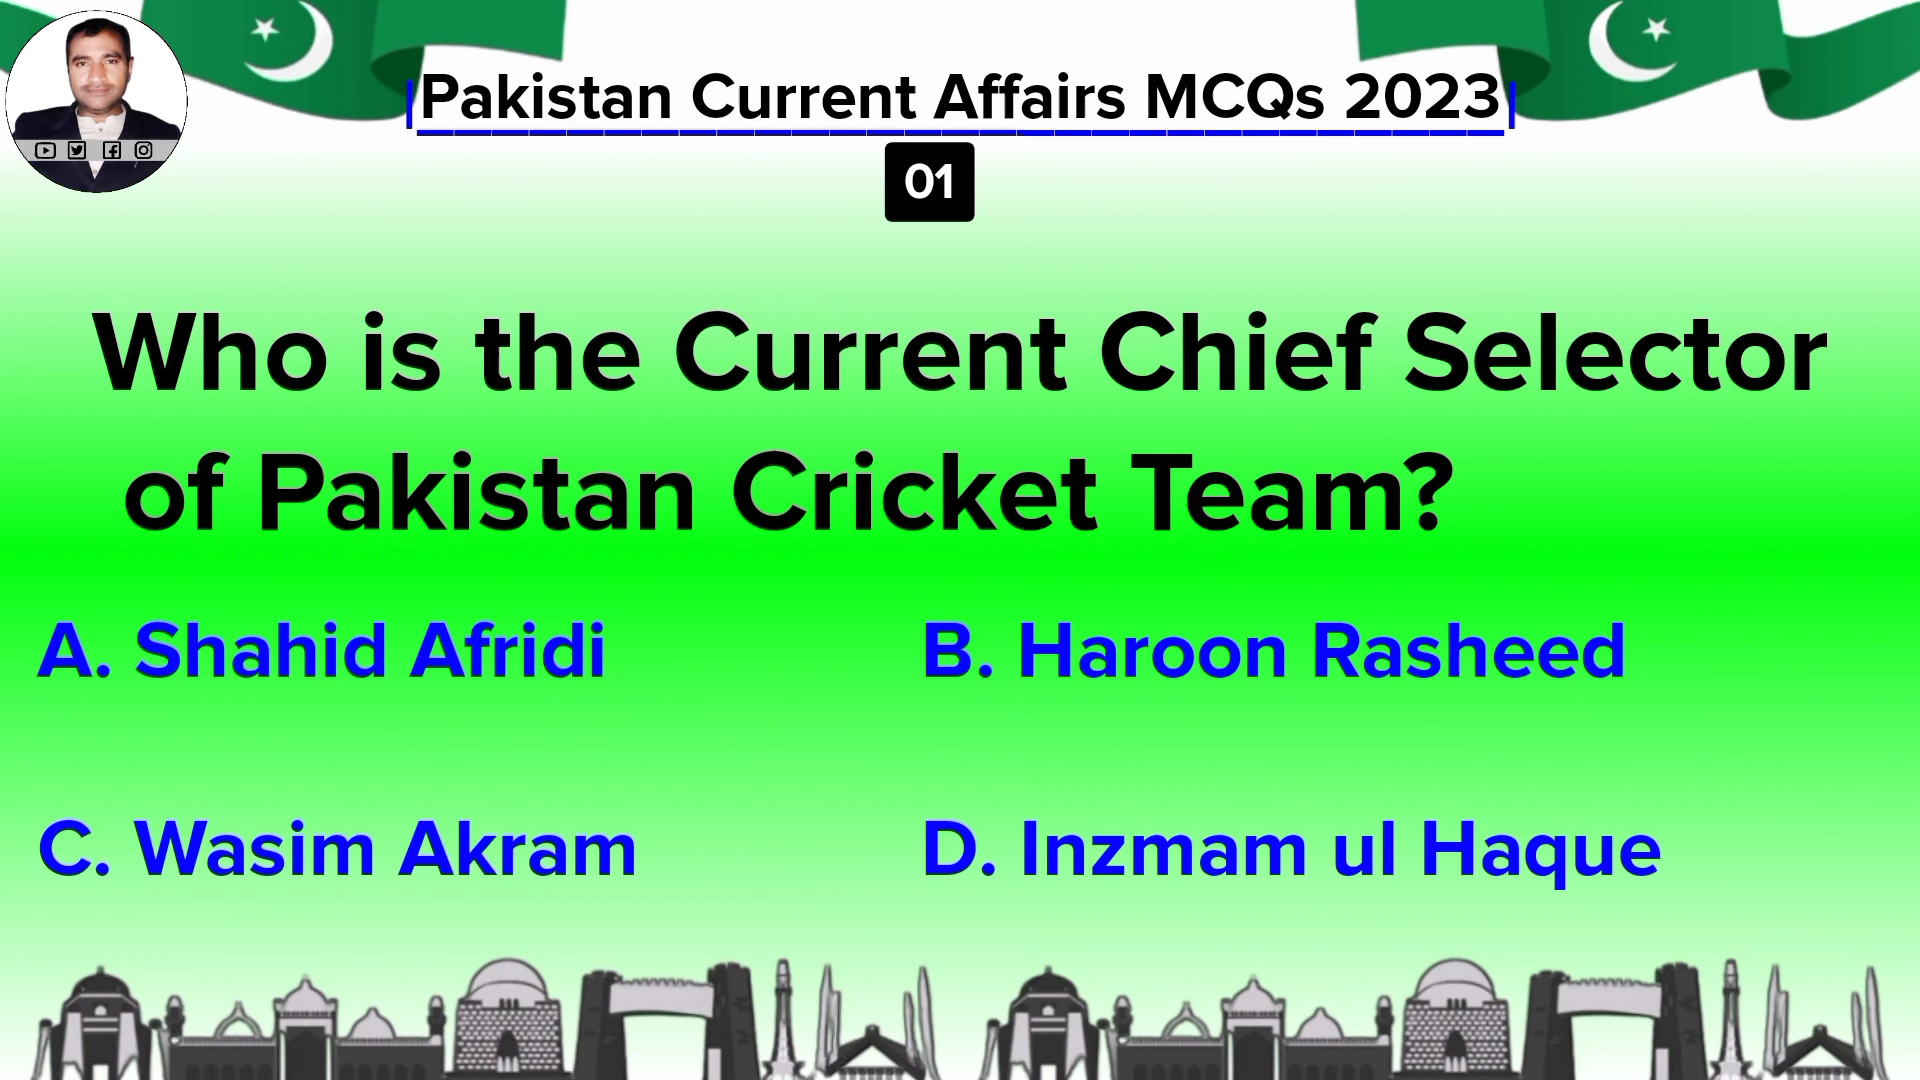 Pakistan Current Affairs MCQs 2023
01
Who is the Current Chief Selector
of Pakistan Cricket Team?
A. Shahid Afridi
B. Haroon Rasheed
C. Wasim Akram
D. Inzmam ul Haque